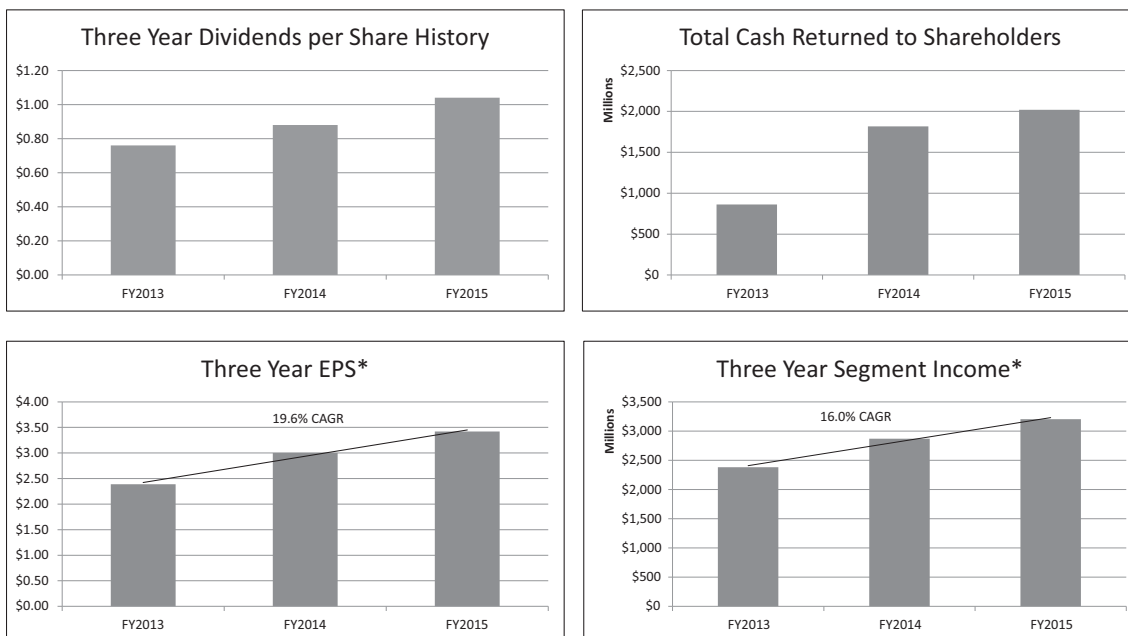 Three Year Dividends per Share History
$1.20
$1.00
$0.80
$0.60
$0.40
$0.20
$0.00
FY2013 FY2014 FY2015
Total Cash Returned to Shareholders
Millions
$2,500
$2,000
$1,500
$1,000
$500
$0
FY2013 FY2014 FY2015
Three Year EPS*
$4.00
$3.50
$3.00
$2.50
$2.00
$1.50
$1.00
$0.50
$0.00
19.6% CAGR
FY2013 FY2014 FY2015
Three Year Segment Income*
Millions
$3,500
$3,000
$2,500
$2,000
$1,500
$1,000
$500
$0
16.0% CAGR
FY2013 FY2014 FY2015